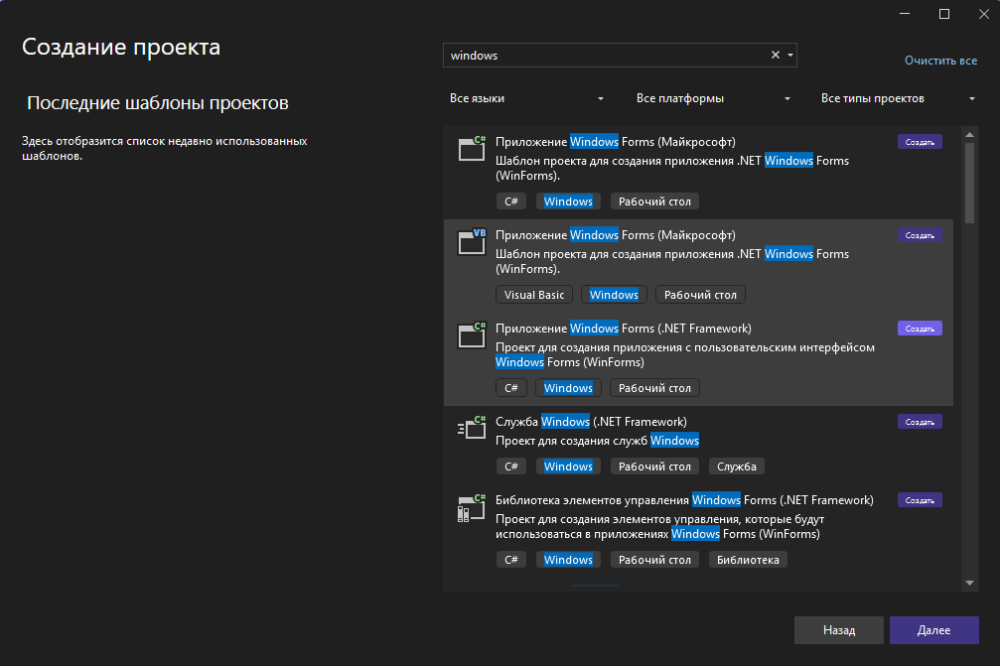 Создание проекта
windows
Очистить все
Последние шаблоны проектов
Все языки
Все платформы
Все типы проектов
Здесь отобразится список недавно использованных
шаблонов.
C#
Приложение Windows Forms (Майкрософт)
Создать
Шаблон проекта для создания приложения .NET Windows Forms
(WinForms).
C#
Windows
Рабочий стол
VB
Приложение Windows Forms (Майкрософт)
Создать
Шаблон проекта для создания приложения .NET Windows Forms
(WinForms).
Visual Basic
Windows
Рабочий стол
C#
Приложение Windows Forms (.NET Framework)
Создать
Проект для создания приложения с пользовательским интерфейсом
Windows Forms (WinForms)
C#
Windows
Рабочий стол
C#
Служба Windows (.NET Framework)
Создать
Проект для создания служб Windows
C#
Windows
Рабочий стол
Служба
C#
Библиотека элементов управления Windows Forms (.NET Framework)
Создать
Проект для создания элементов управления, которые будут
использоваться в приложениях Windows Forms (WinForms)
C#
Windows
Рабочий стол
Библиотека
Назад
Далее